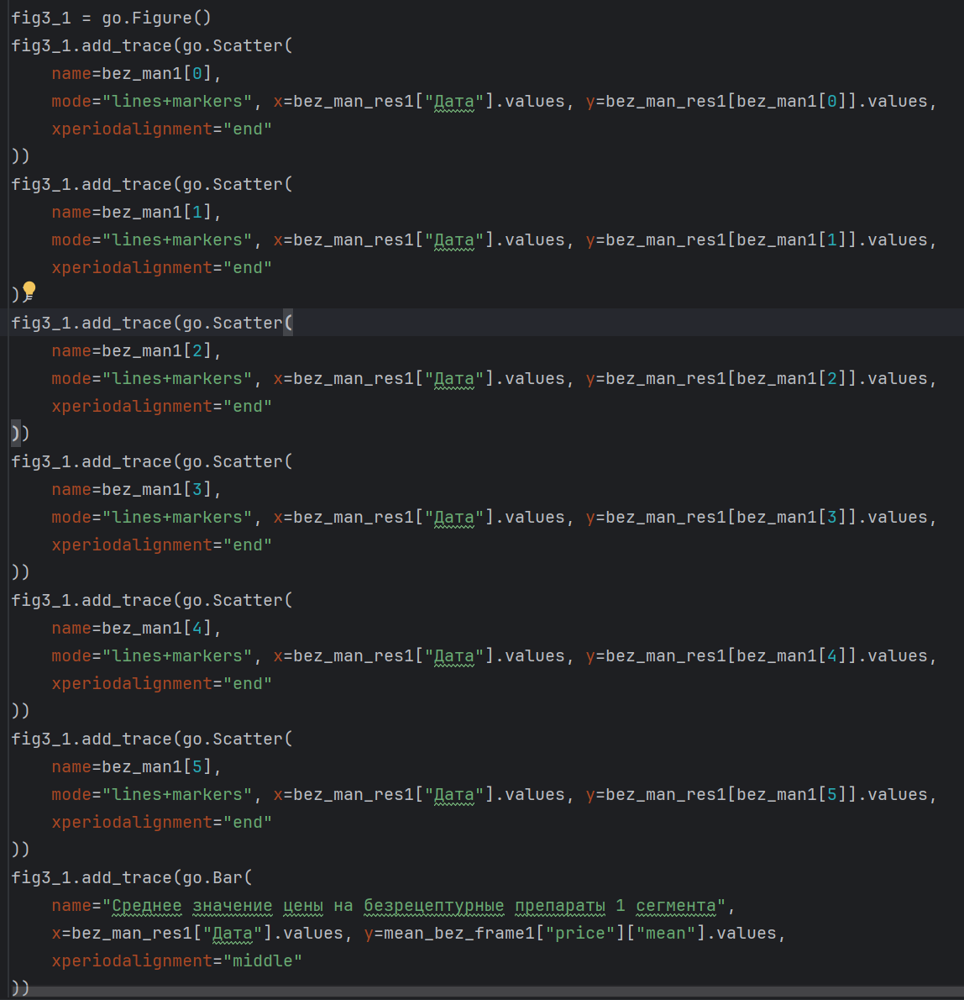 fig3_1 = go.Figure()
fig3_1.add_trace(go.Scatter(
    name=bez_man1[0],
    mode="lines+markers", x=bez_man_res1["Дата"].values, y=bez_man_res1[bez_man1[0]].values,
    xperiodalignment="end"
))
fig3_1.add_trace(go.Scatter(
    name=bez_man1[1],
    mode="lines+markers", x=bez_man_res1["Дата"].values, y=bez_man_res1[bez_man1[1]].values,
    xperiodalignment="end"
))
fig3_1.add_trace(go.Scatter(
    name=bez_man1[2],
    mode="lines+markers", x=bez_man_res1["Дата"].values, y=bez_man_res1[bez_man1[2]].values,
    xperiodalignment="end"
))
fig3_1.add_trace(go.Scatter(
    name=bez_man1[3],
    mode="lines+markers", x=bez_man_res1["Дата"].values, y=bez_man_res1[bez_man1[3]].values,
    xperiodalignment="end"
))
fig3_1.add_trace(go.Scatter(
    name=bez_man1[4],
    mode="lines+markers", x=bez_man_res1["Дата"].values, y=bez_man_res1[bez_man1[4]].values,
    xperiodalignment="end"
))
fig3_1.add_trace(go.Scatter(
    name=bez_man1[5],
    mode="lines+markers", x=bez_man_res1["Дата"].values, y=bez_man_res1[bez_man1[5]].values,
    xperiodalignment="end"
))
fig3_1.add_trace(go.Bar(
    name="Среднее значение цены на безрецептурные препараты 1 сегмента",
    x=bez_man_res1["Дата"].values, y=mean_bez_frame1["price"]["mean"].values,
    xperiodalignment="middle"
))